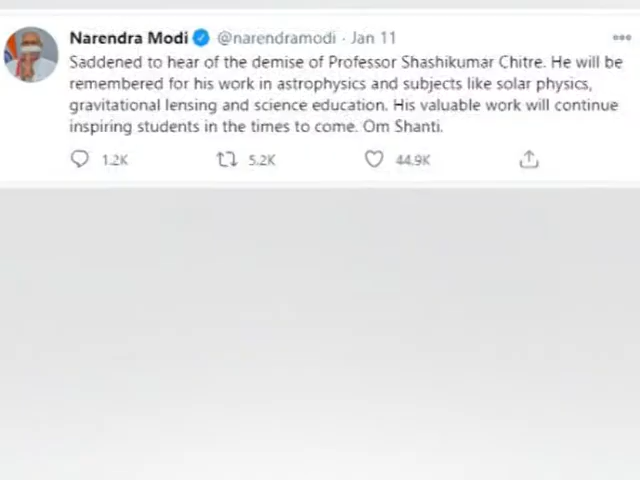 Narendra Modi @narendramodi · Jan 11
Saddened to hear of the demise of Professor Shashikumar Chitre. He will be
remembered for his work in astrophysics and subjects like solar physics,
gravitational lensing and science education. His valuable work will continue
inspiring students in the times to come. Om Shanti.
1.2K 5.2K 44.9K